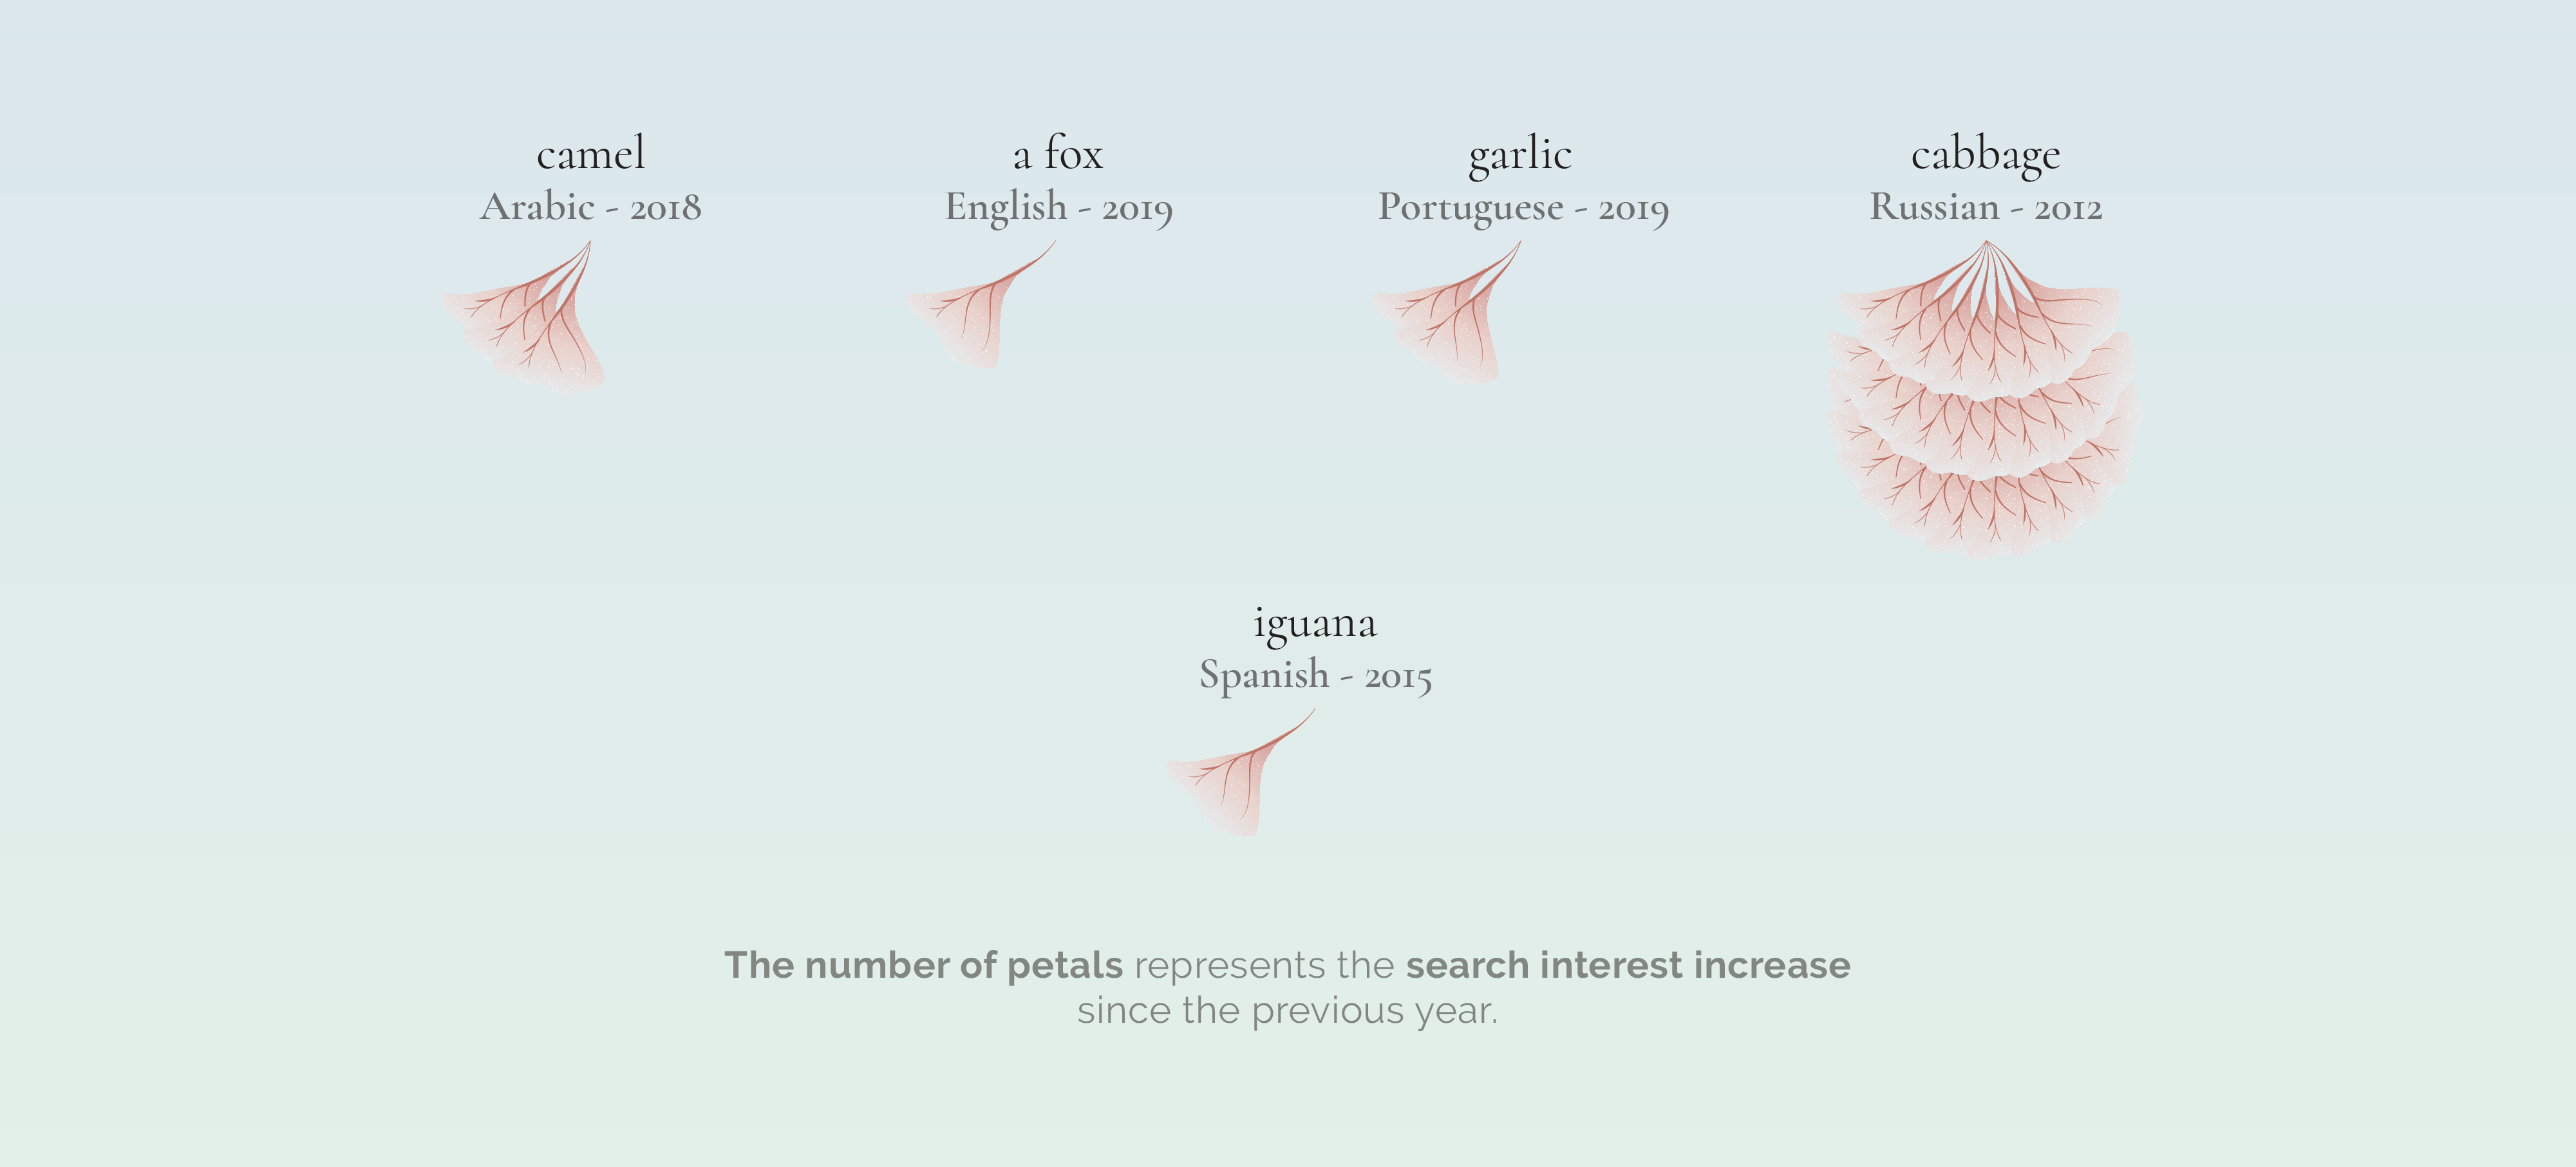 camel
Arabic - 2018
a fox
English - 2019
garlic
Portuguese - 2019
cabbage
Russian - 2012
iguana
Spanish - 2015
The number of petals represents the search interest increase
since the previous year.